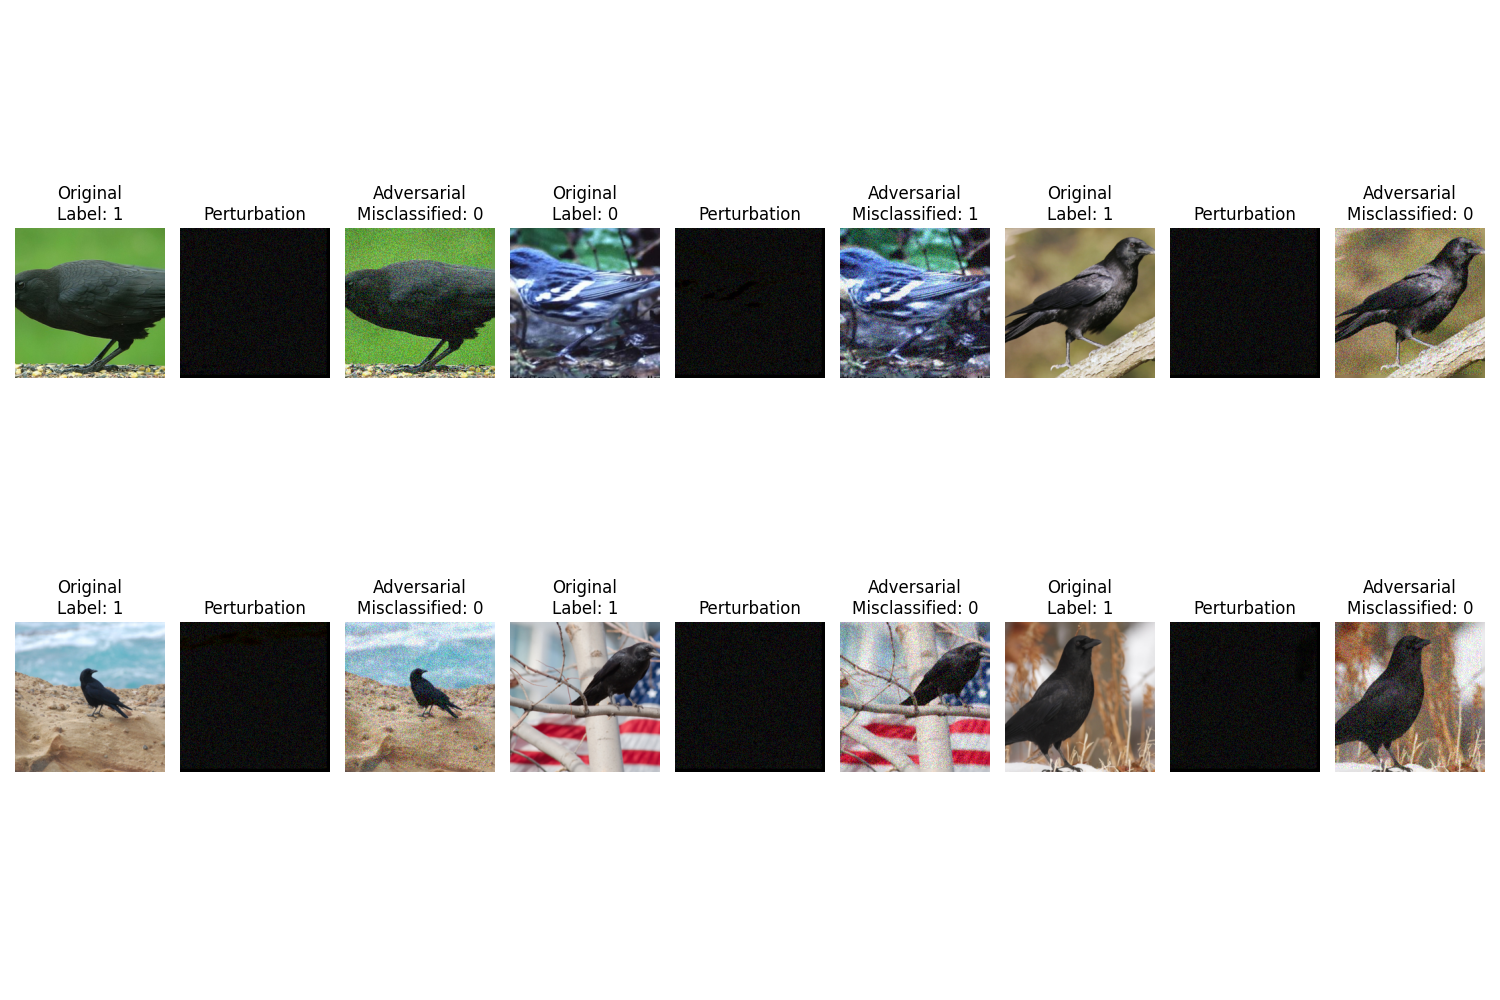 Original
Label: 1
Perturbation
Adversarial
Misclassified: 0
Original
Label: 0
Perturbation
Adversarial
Misclassified: 1
Original
Label: 1
Perturbation
Adversarial
Misclassified: 0
Original
Label: 1
Perturbation
Adversarial
Misclassified: 0
Original
Label: 1
Perturbation
Adversarial
Misclassified: 0
Original
Label: 1
Perturbation
Adversarial
Misclassified: 0